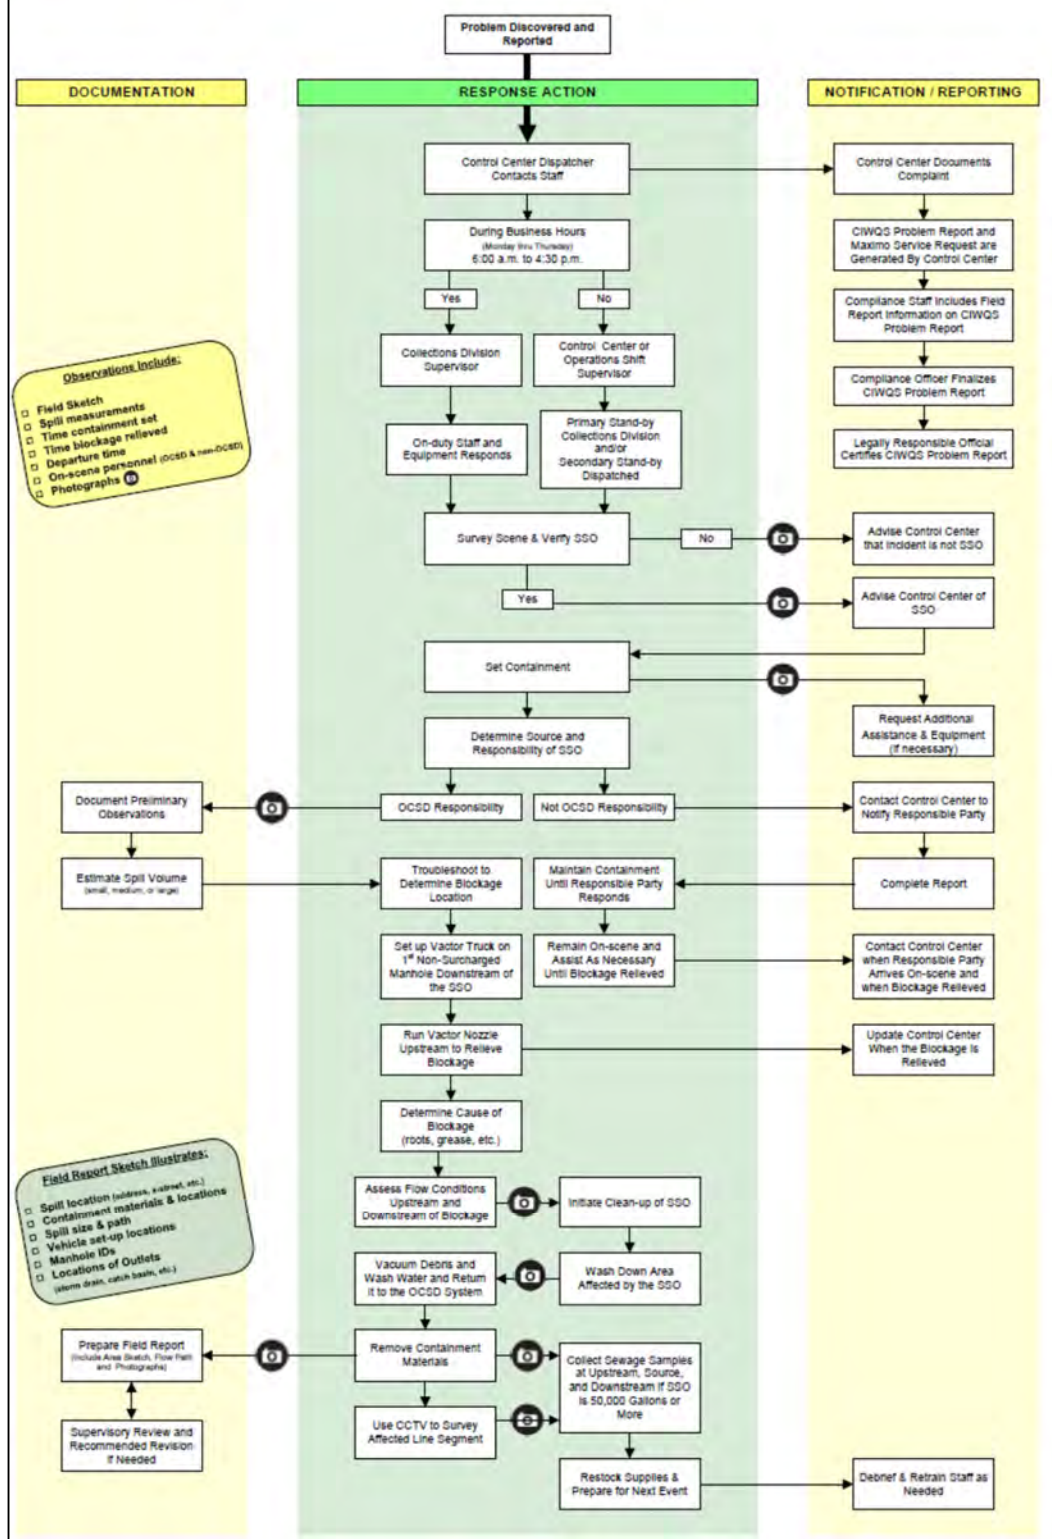 Problem Discovered and
Reported
DOCUMENTATION
RESPONSE ACTION
NOTIFICATION / REPORTING
Control Center Dispatcher
Contacts Staff
Control Center Documents
Complaint
During Business Hours
(Monday thru Thursday)
6:00 a.m. to 4:30 p.m.
CIWQS Problem Report and
Maximo Service Request are
Generated By Control Center
Yes
No
Compliance Staff Includes Field
Report Information on CIWQS
Problem Report
Collections Division
Supervisor
Control Center or
Operations Shift
Supervisor
Compliance Officer Finalizes
CIWQS Problem Report
Observations Include:
Field Sketch
Spill measurements
Time containment set
Time blockage relieved
Departure time
On-scene personnel (OCSD & non-OCSD)
Photographs
On-duty Staff and
Equipment Responds
Primary Stand-by
Collections Division
and/or
Secondary Stand-by
Dispatched
Legally Responsible Official
Certifies CIWQS Problem Report
Survey Scene & Verify SSO
No
Advise Control Center
that Incident is not SSO
Yes
Advise Control Center of
SSO
Set Containment
Request Additional
Assistance & Equipment
(if necessary)
Determine Source and
Responsibility of SSO
Document Preliminary
Observations
OCSD Responsibility
Not OCSD Responsibility
Contact Control Center to
Notify Responsible Party
Estimate Spill Volume
(small, medium, or large)
Troubleshoot to
Determine Blockage
Location
Maintain Containment
Until Responsible Party
Responds
Complete Report
Set up Vactor Truck on
1st Non-Surcharged
Manhole Downstream of
the SSO
Remain On-scene and
Assist As Necessary
Until Blockage Relieved
Contact Control Center
when Responsible Party
Arrives On-scene and
when Blockage Relieved
Run Vactor Nozzle
Upstream to Relieve
Blockage
Update Control Center
When the Blockage Is
Relieved
Determine Cause of
Blockage
(roots, grease, etc.)
Field Report Sketch Illustrates:
Spill location (address, x-street, etc.)
Containment materials & locations
Spill size & path
Vehicle set-up locations
Manhole IDs
Locations of Outlets
(storm drain, catch basin, etc.)
Assess Flow Conditions
Upstream and
Downstream of Blockage
Initiate Clean-up of SSO
Vacuum Debris and
Wash Water and Return
it to the OCSD System
Wash Down Area
Affected by the SSO
Prepare Field Report
(Include Area Sketch, Flow Path
and Photographs)
Remove Containment
Materials
Collect Sewage Samples
at Upstream, Source,
and Downstream if SSO
is 50,000 Gallons or
More
Supervisory Review and
Recommended Revision
If Needed
Use CCTV to Survey
Affected Line Segment
Restock Supplies &
Prepare for Next Event
Debrief & Retrain Staff as
Needed